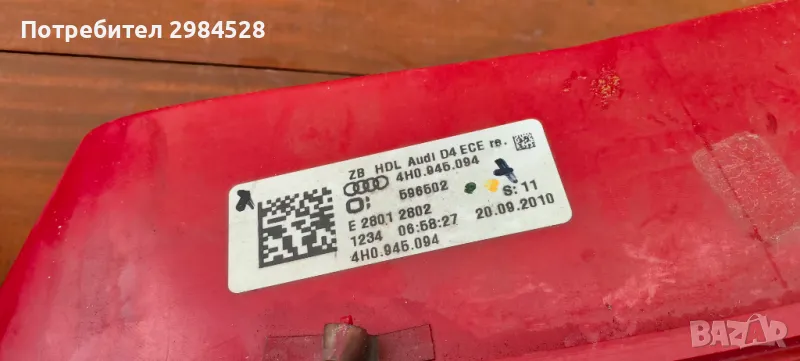 Потребител 2984528
ZB HDL Audi D4 ECE re.
4H0.945.094
596502 S: 11
E 2801 2802
1234 06:58:27 20.09.2010
4H0.945.094
BAZAR